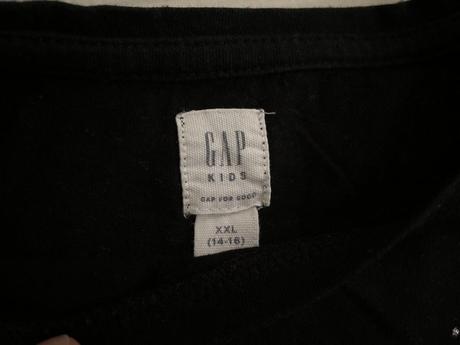 GAP
KIDS
GAP FOR GOOD
XXL
(14-16)